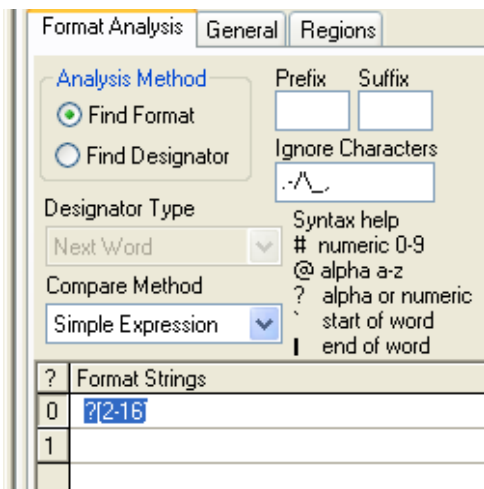 Format Analysis General Regions
Analysis Method
Find Format
Find Designator
Prefix Suffix
Ignore Characters
.-/\_,
Designator Type
Next Word
Compare Method
Simple Expression
Syntax help
# numeric 0-9
@ alpha a-z
? alpha or numeric
` start of word
| end of word
? Format Strings
0 ?[2-16]
1